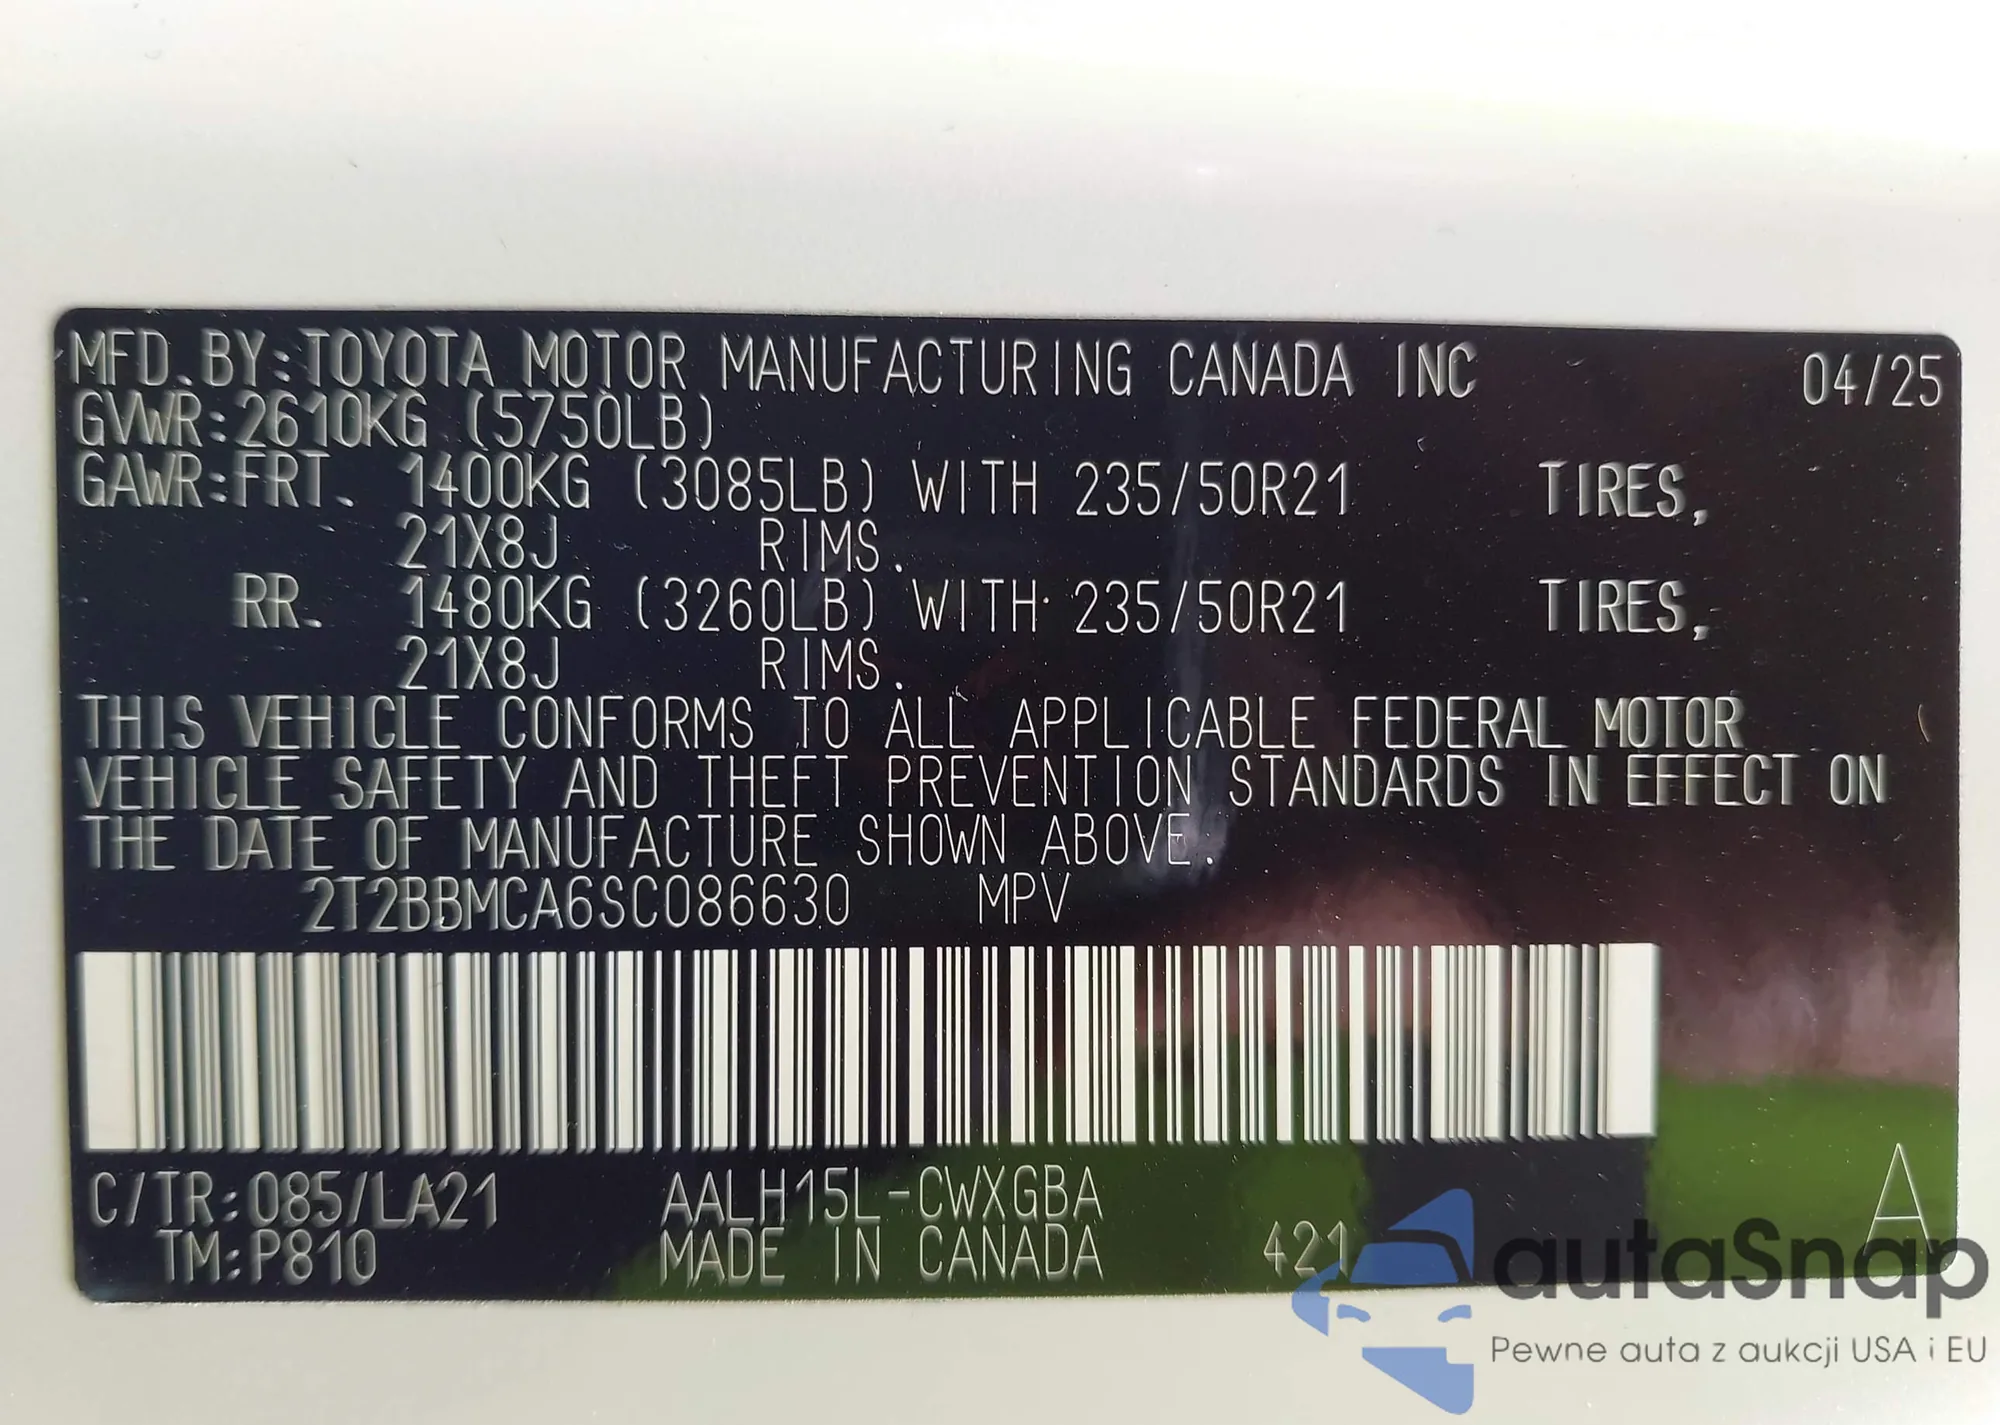 MFD. BY: TOYOTA MOTOR MANUFACTURING CANADA INC 04/25
GVWR: 2610KG (5750LB)
GAWR: FRT. 1400KG (3085LB) WITH 235/50R21 TIRES,
21X8J RIMS.
RR. 1480KG (3260LB) WITH 235/50R21 TIRES,
21X8J RIMS.
THIS VEHICLE CONFORMS TO ALL APPLICABLE FEDERAL MOTOR
VEHICLE SAFETY AND THEFT PREVENTION STANDARDS IN EFFECT ON
THE DATE OF MANUFACTURE SHOWN ABOVE.
2T2BBMCA6SC086630 MPV
C/TR: 085/LA21 AALH15L-CWXGBA A
TM: P810 MADE IN CANADA 421
autaSnap
Pewne auta z aukcji USA i EU